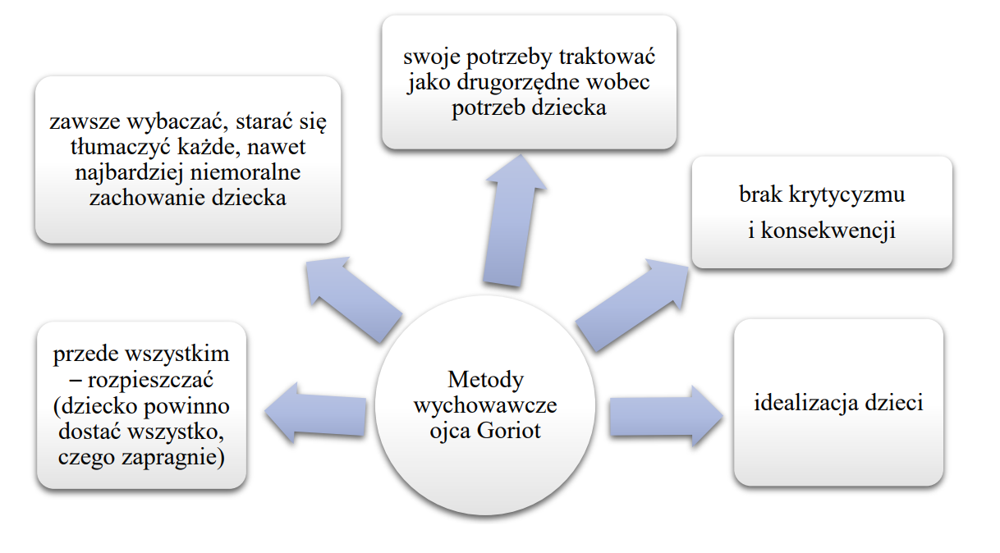 swoje potrzeby traktować
jako drugorzędne wobec
potrzeb dziecka
zawsze wybaczać, starać się
tłumaczyć każde, nawet
najbardziej niemoralne
zachowanie dziecka
brak krytycyzmu
i konsekwencji
przede wszystkim
– rozpieszczać
(dziecko powinno
dostać wszystko,
czego zapragnie)
Metody
wychowawcze
ojca Goriot
idealizacja dzieci